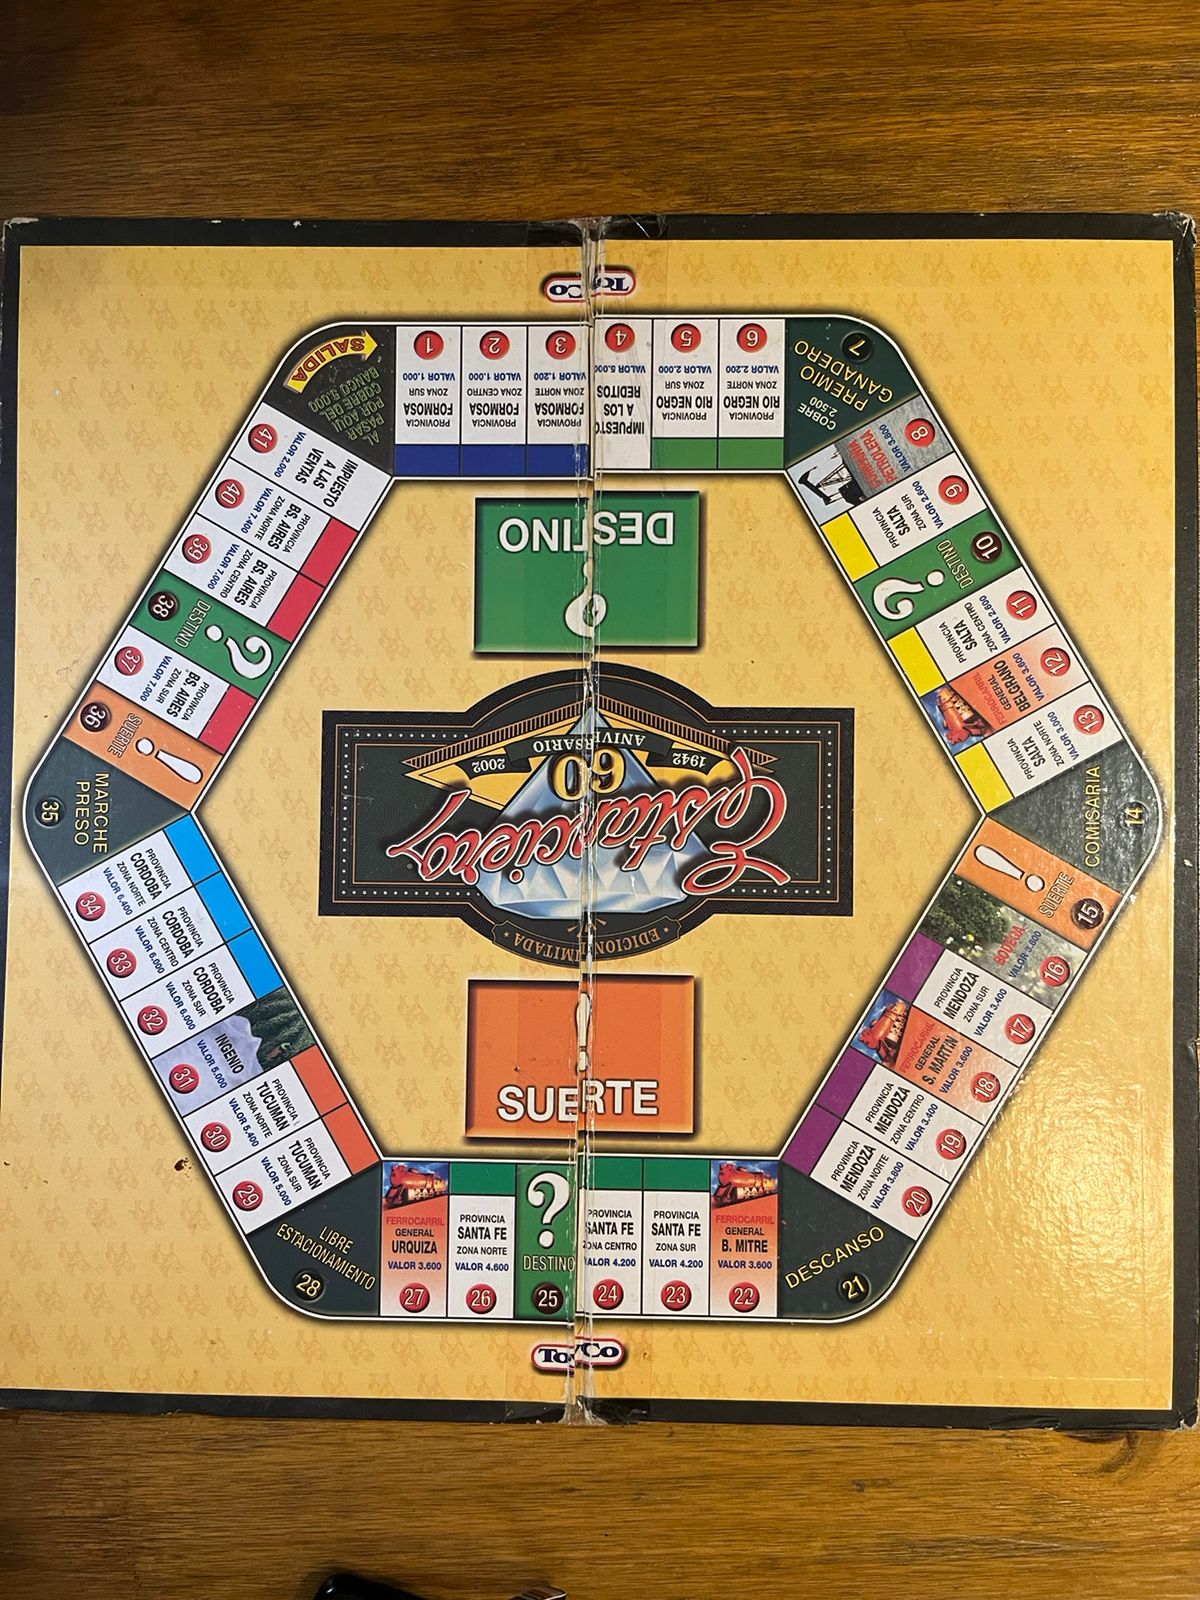 ToyCo
SALIDA
AL
PASAR
POR AQUI
COBRE DEL
BANCO 5.000
1
VALOR 1.000
ZONA SUR
FORMOSA
PROVINCIA
2
VALOR 1.000
ZONA CENTRO
FORMOSA
PROVINCIA
3
VALOR 1.200
ZONA NORTE
FORMOSA
PROVINCIA
4
VALOR 5.000
IMPUESTO
A LOS
REDITOS
5
VALOR 2.000
ZONA SUR
RIO NEGRO
PROVINCIA
6
VALOR 2.200
ZONA NORTE
RIO NEGRO
PROVINCIA
7
PREMIO
GANADERO
COBRE
2.500
8
VALOR 3.800
COMPAÑIA
PETROLERA
9
VALOR 2.600
ZONA SUR
SALTA
PROVINCIA
10
DESTINO
?
11
VALOR 2.600
ZONA CENTRO
SALTA
PROVINCIA
12
VALOR 3.600
FERROCARRIL
GENERAL
BELGRANO
13
VALOR 3.000
ZONA NORTE
SALTA
PROVINCIA
14
COMISARIA
15
SUERTE
!
16
BODEGA
VALOR 3.800
PROVINCIA
MENDOZA
ZONA SUR
VALOR 3.400
17
FERROCARRIL
GENERAL
S. MARTIN
VALOR 3.600
18
PROVINCIA
MENDOZA
ZONA CENTRO
VALOR 3.400
19
PROVINCIA
MENDOZA
ZONA NORTE
VALOR 3.800
20
DESCANSO
21
FERROCARRIL
GENERAL
B. MITRE
VALOR 3.600
22
PROVINCIA
SANTA FE
ZONA SUR
VALOR 4.200
23
PROVINCIA
SANTA FE
ZONA CENTRO
VALOR 4.200
24
?
DESTINO
25
PROVINCIA
SANTA FE
ZONA NORTE
VALOR 4.600
26
FERROCARRIL
GENERAL
URQUIZA
VALOR 3.600
27
LIBRE
ESTACIONAMIENTO
28
PROVINCIA
TUCUMAN
ZONA SUR
VALOR 5.000
29
PROVINCIA
TUCUMAN
ZONA NORTE
VALOR 5.400
30
INGENIO
VALOR 5.000
31
PROVINCIA
CORDOBA
ZONA SUR
VALOR 6.000
32
PROVINCIA
CORDOBA
ZONA CENTRO
VALOR 6.000
33
PROVINCIA
CORDOBA
ZONA NORTE
VALOR 6.400
34
MARCHE
PRESO
35
36
SUERTE
!
37
VALOR 7.000
ZONA SUR
BS. AIRES
PROVINCIA
38
DESTINO
?
39
VALOR 7.000
ZONA CENTRO
BS. AIRES
PROVINCIA
40
VALOR 7.400
ZONA NORTE
BS. AIRES
PROVINCIA
41
VALOR 2.000
IMPUESTO
A LAS
VENTAS
?
DESTINO
EDICION LIMITADA
Estanciero
60
1942 ANIVERSARIO 2002
!
SUERTE
ToyCo